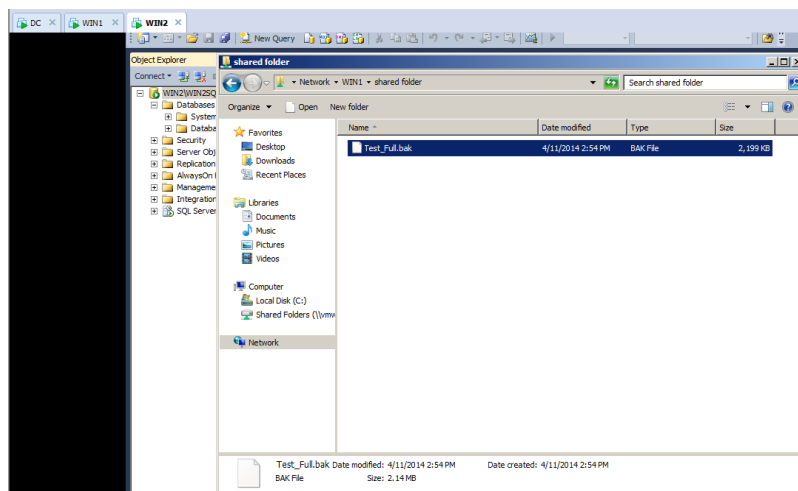 DC × WIN1 × WIN2 ×
New Query
Object Explorer
Connect
WIN2\WIN2SQ
Databases
System
Databa
Security
Server Obj
Replication
AlwaysOn
Manageme
Integration
SQL Server
shared folder
Network WIN1 shared folder
Search shared folder
Organize Open New folder
Favorites
Desktop
Downloads
Recent Places
Libraries
Documents
Music
Pictures
Videos
Computer
Local Disk (C:)
Shared Folders (\\vmw
Network
Name Date modified Type Size
Test_Full.bak 4/11/2014 2:54 PM BAK File 2,199 KB
Test_Full.bak Date modified: 4/11/2014 2:54 PM Date created: 4/11/2014 2:54 PM
BAK File Size: 2.14 MB